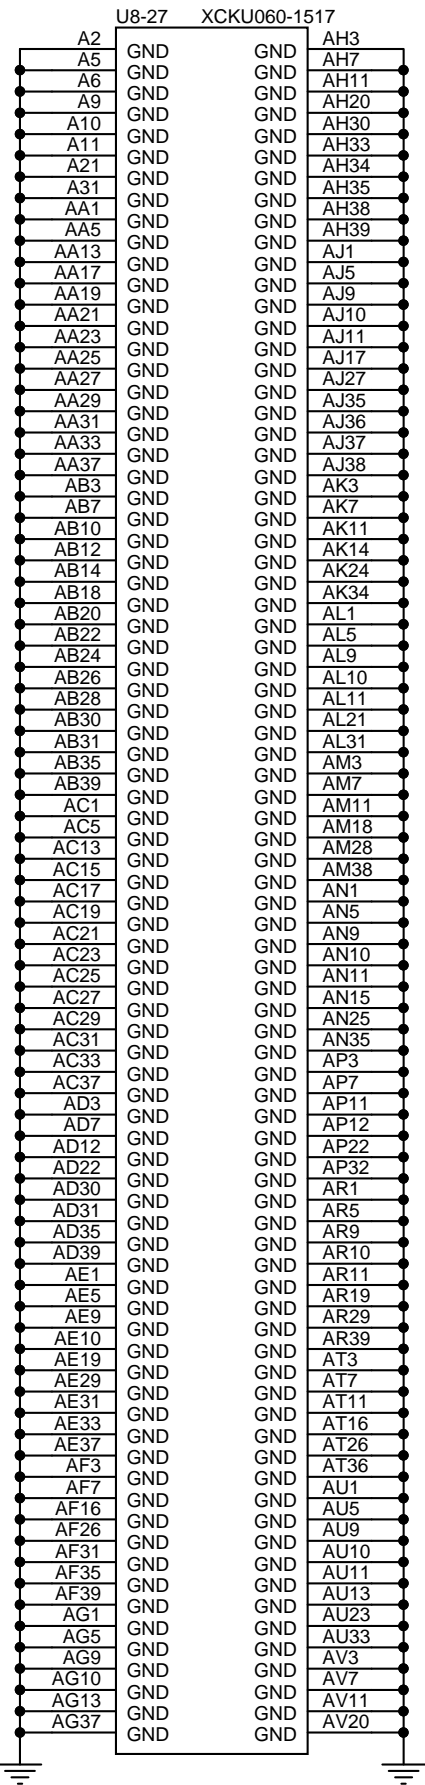 U8-27 XCKU060-1517
A2 GND GND AH3
A5 GND GND AH7
A6 GND GND AH11
A9 GND GND AH20
A10 GND GND AH30
A11 GND GND AH33
A21 GND GND AH34
A31 GND GND AH35
AA1 GND GND AH38
AA5 GND GND AH39
AA13 GND GND AJ1
AA17 GND GND AJ5
AA19 GND GND AJ9
AA21 GND GND AJ10
AA23 GND GND AJ11
AA25 GND GND AJ17
AA27 GND GND AJ27
AA29 GND GND AJ35
AA31 GND GND AJ36
AA33 GND GND AJ37
AA37 GND GND AJ38
AB3 GND GND AK3
AB7 GND GND AK7
AB10 GND GND AK11
AB12 GND GND AK14
AB14 GND GND AK24
AB18 GND GND AK34
AB20 GND GND AL1
AB22 GND GND AL5
AB24 GND GND AL9
AB26 GND GND AL10
AB28 GND GND AL11
AB30 GND GND AL21
AB31 GND GND AL31
AB35 GND GND AM3
AB39 GND GND AM7
AC1 GND GND AM11
AC5 GND GND AM18
AC13 GND GND AM28
AC15 GND GND AM38
AC17 GND GND AN1
AC19 GND GND AN5
AC21 GND GND AN9
AC23 GND GND AN10
AC25 GND GND AN11
AC27 GND GND AN15
AC29 GND GND AN25
AC31 GND GND AN35
AC33 GND GND AP3
AC37 GND GND AP7
AD3 GND GND AP11
AD7 GND GND AP12
AD12 GND GND AP22
AD22 GND GND AP32
AD30 GND GND AR1
AD31 GND GND AR5
AD35 GND GND AR9
AD39 GND GND AR10
AE1 GND GND AR11
AE5 GND GND AR19
AE9 GND GND AR29
AE10 GND GND AR39
AE19 GND GND AT3
AE29 GND GND AT7
AE31 GND GND AT11
AE33 GND GND AT16
AE37 GND GND AT26
AF3 GND GND AT36
AF7 GND GND AU1
AF16 GND GND AU5
AF26 GND GND AU9
AF31 GND GND AU10
AF35 GND GND AU11
AF39 GND GND AU13
AG1 GND GND AU23
AG5 GND GND AU33
AG9 GND GND AV3
AG10 GND GND AV7
AG13 GND GND AV11
AG37 GND GND AV20